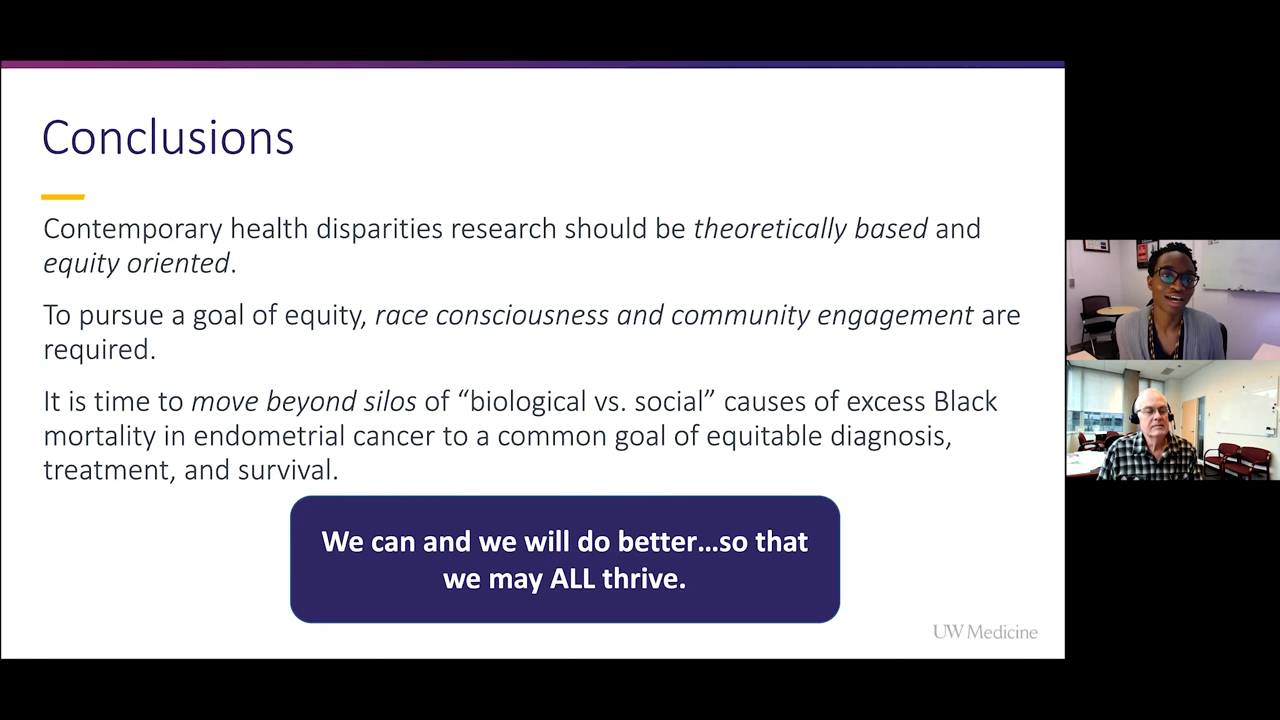 Conclusions
Contemporary health disparities research should be theoretically based and
equity oriented.
To pursue a goal of equity, race consciousness and community engagement are
required.
It is time to move beyond silos of “biological vs. social” causes of excess Black
mortality in endometrial cancer to a common goal of equitable diagnosis,
treatment, and survival.
We can and we will do better…so that
we may ALL thrive.
UW Medicine